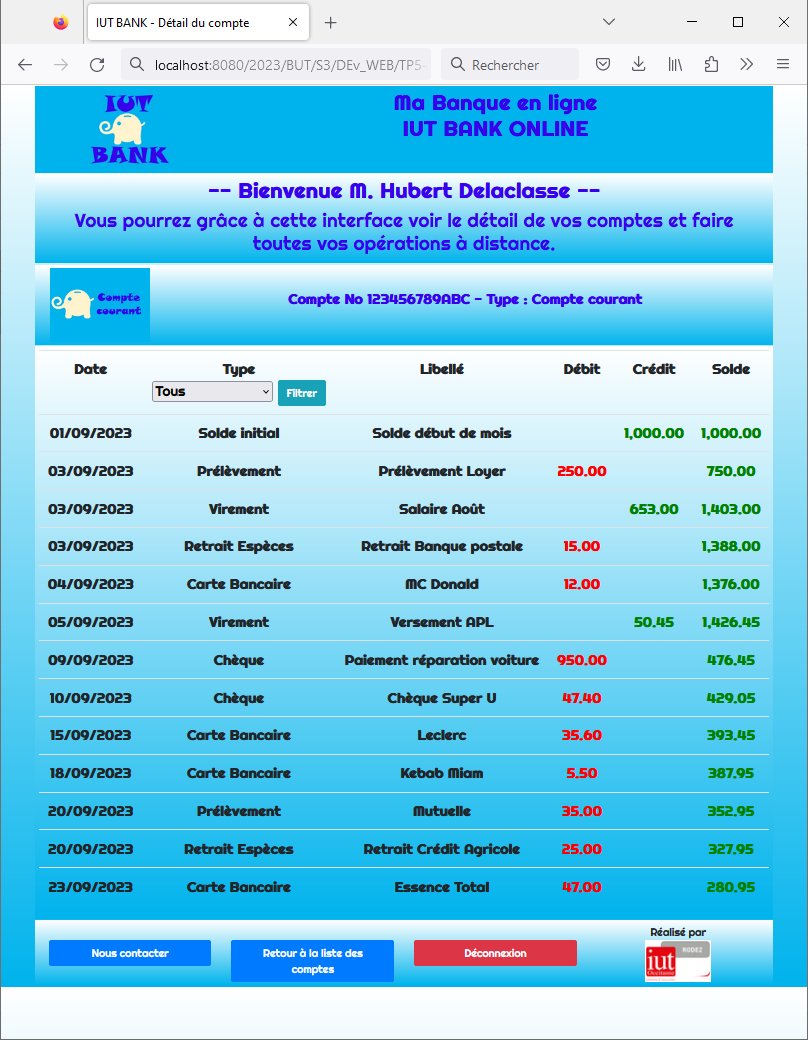 IUT BANK - Détail du compte
localhost:8080/2023/BUT/S3/DEv_WEB/TP5-
Rechercher
IUT
BANK
Ma Banque en ligne
IUT BANK ONLINE
-- Bienvenue M. Hubert Delaclasse --
Vous pourrez grâce à cette interface voir le détail de vos comptes et faire
toutes vos opérations à distance.
Compte
courant
Compte No 123456789ABC - Type : Compte courant
Date Type Libellé Débit Crédit Solde
Tous Filtrer
01/09/2023 Solde initial Solde début de mois 1,000.00 1,000.00
03/09/2023 Prélèvement Prélèvement Loyer 250.00 750.00
03/09/2023 Virement Salaire Août 653.00 1,403.00
03/09/2023 Retrait Espèces Retrait Banque postale 15.00 1,388.00
04/09/2023 Carte Bancaire MC Donald 12.00 1,376.00
05/09/2023 Virement Versement APL 50.45 1,426.45
09/09/2023 Chèque Paiement réparation voiture 950.00 476.45
10/09/2023 Chèque Chèque Super U 47.40 429.05
15/09/2023 Carte Bancaire Leclerc 35.60 393.45
18/09/2023 Carte Bancaire Kebab Miam 5.50 387.95
20/09/2023 Prélèvement Mutuelle 35.00 352.95
20/09/2023 Retrait Espèces Retrait Crédit Agricole 25.00 327.95
23/09/2023 Carte Bancaire Essence Total 47.00 280.95
Nous contacter
Retour à la liste des
comptes
Déconnexion
Réalisé par
RODEZ
iut